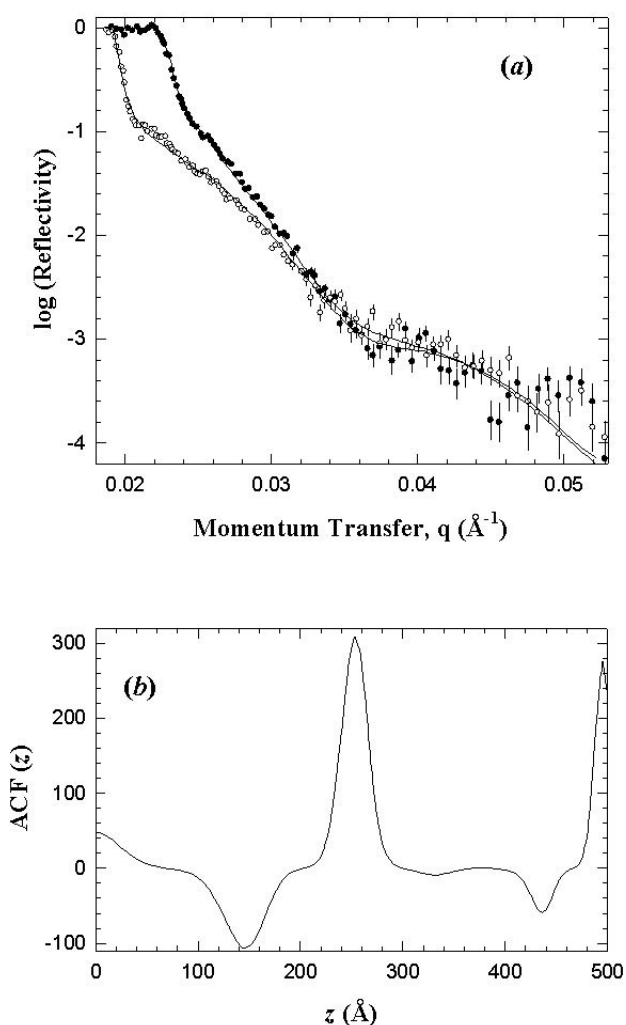 (a)
log (Reflectivity)
0
-1
-2
-3
-4
0.02 0.03 0.04 0.05
Momentum Transfer, q (Å⁻¹)
(b)
ACF (z)
300
200
100
0
-100
0 100 200 300 400 500
z (Å)